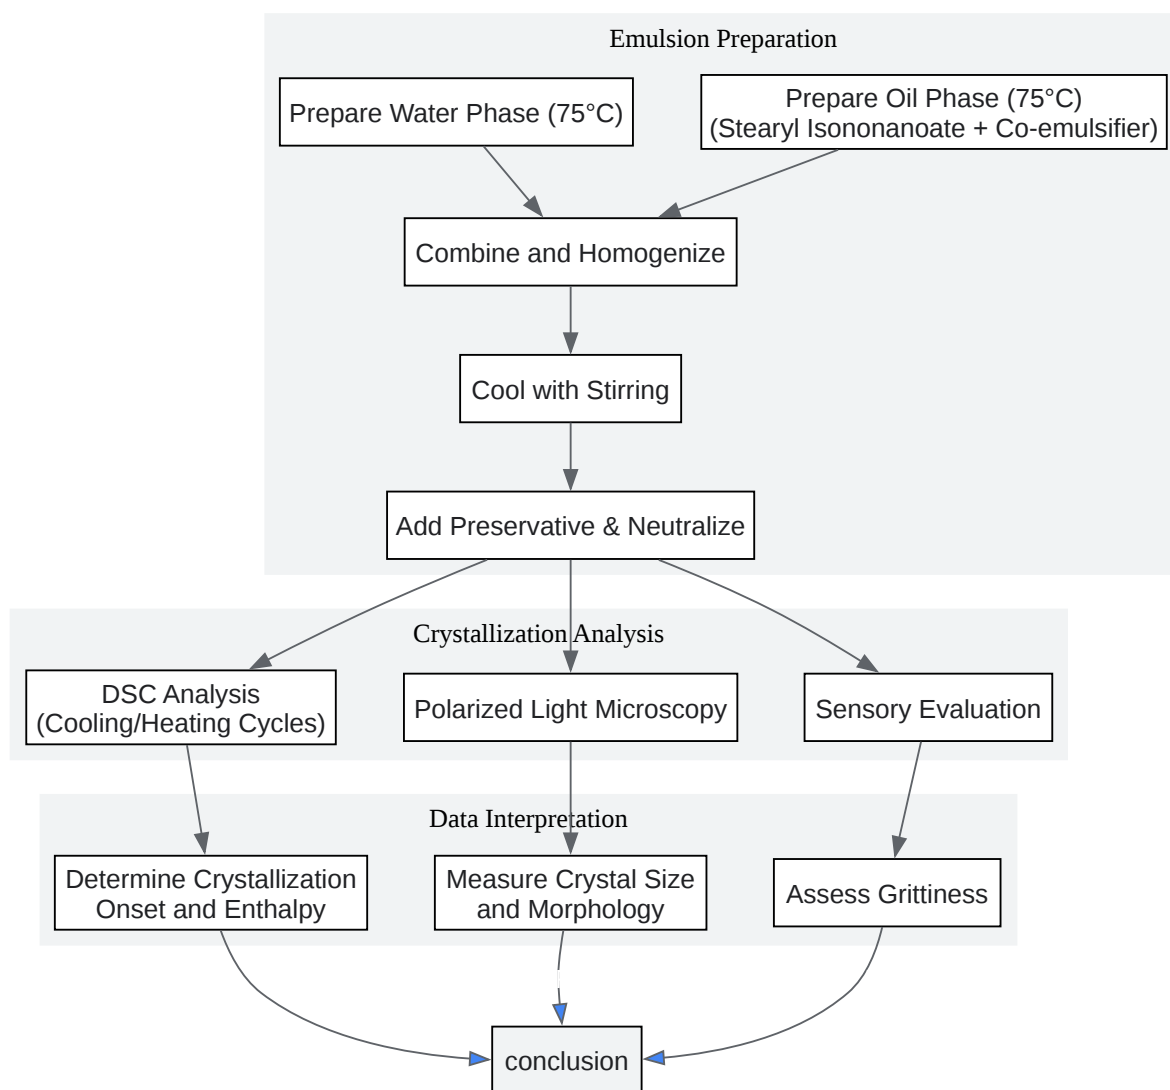 Emulsion Preparation
Prepare Water Phase (75°C)
Prepare Oil Phase (75°C)
(Stearyl Isononanoate + Co-emulsifier)
Combine and Homogenize
Cool with Stirring
Add Preservative & Neutralize
Crystallization Analysis
DSC Analysis
(Cooling/Heating Cycles)
Polarized Light Microscopy
Sensory Evaluation
Data Interpretation
Determine Crystallization
Onset and Enthalpy
Measure Crystal Size
and Morphology
Assess Grittiness
conclusion